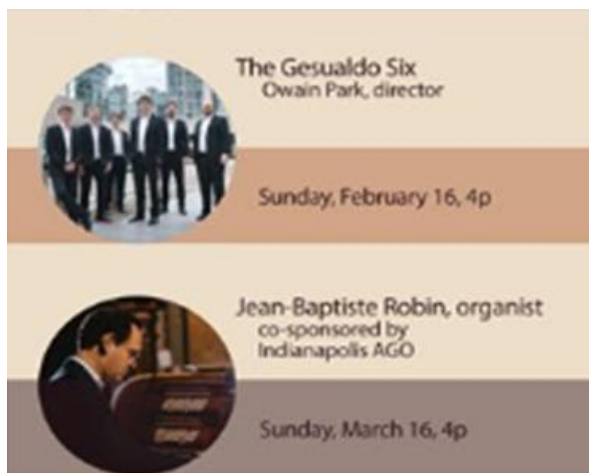 The Gesualdo Six
Owain Park, director
Sunday, February 16, 4p
Jean-Baptiste Robin, organist
co-sponsored by
Indianapolis AGO
Sunday, March 16, 4p